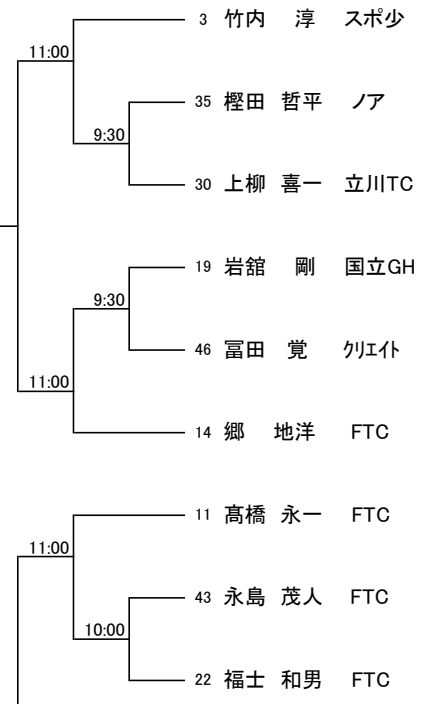 3 竹内 淳 スポ少
11:00
35 樫田 哲平 ノア
9:30
30 上柳 喜一 立川TC
19 岩舘 剛 国立GH
9:30
46 冨田 覚 クリエイト
11:00
14 郷 地洋 FTC
11 髙橋 永一 FTC
11:00
43 永島 茂人 FTC
10:00
22 福士 和男 FTC